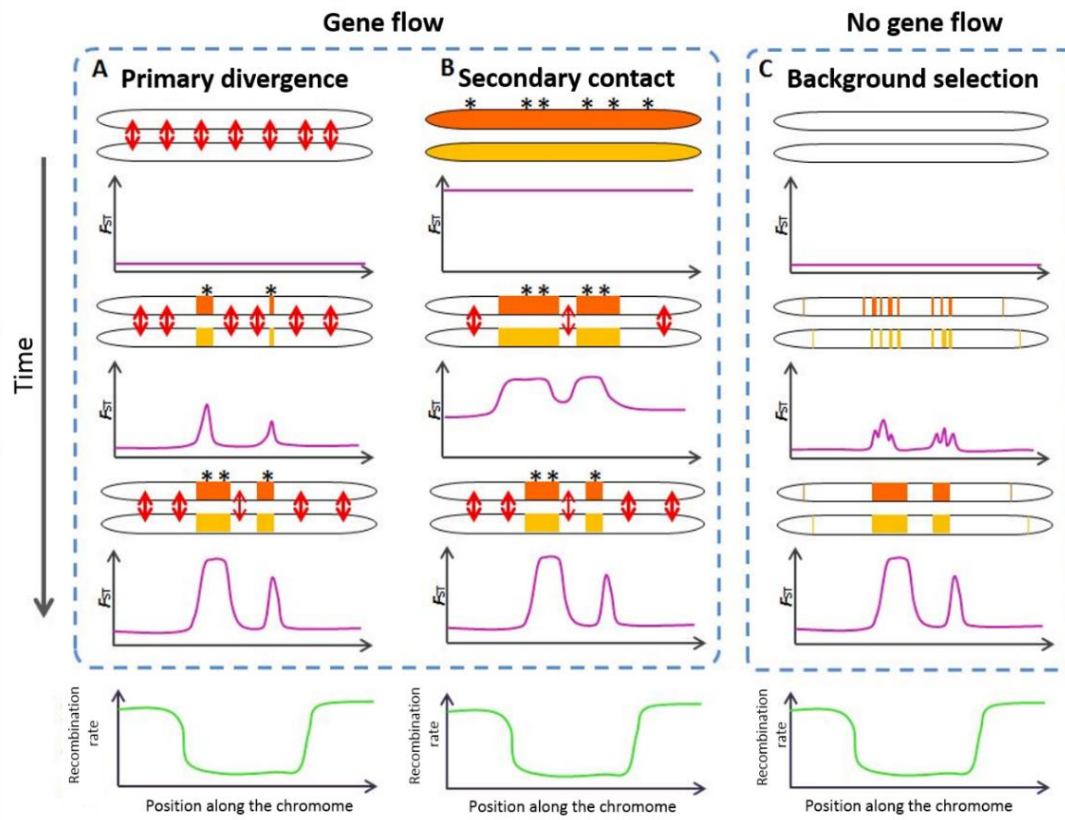 Gene flow
No gene flow
A
Primary divergence
B
Secondary contact
C
Background selection
* * * * * *
Time
FST
FST
FST
* *
* * * *
FST
FST
FST
* * *
* * *
FST
FST
FST
Recombination
rate
Position along the chromome
Recombination
rate
Position along the chromome
Recombination
rate
Position along the chromome